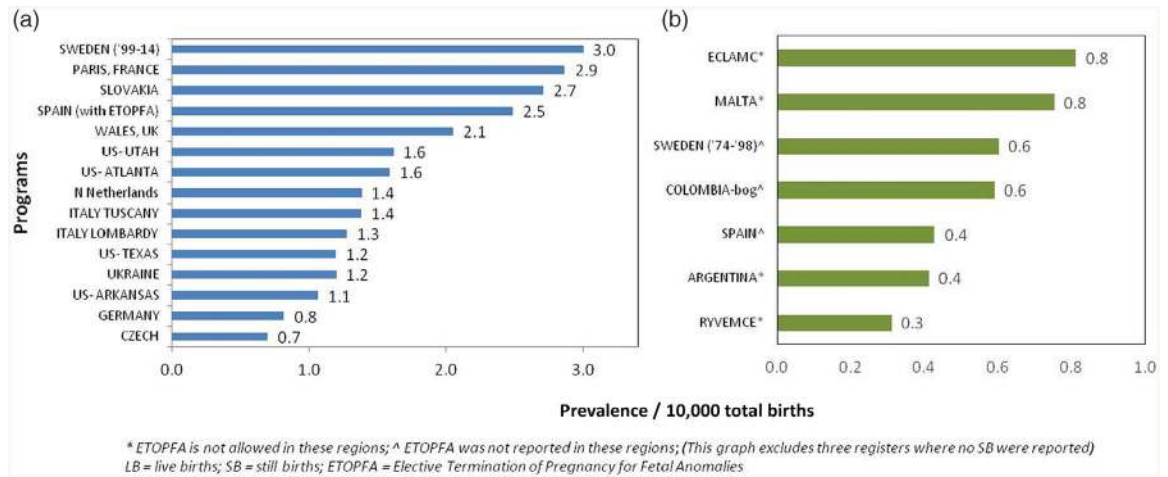 (a)
Programs
SWEDEN ('99-14) 3.0
PARIS, FRANCE 2.9
SLOVAKIA 2.7
SPAIN (with ETOPFA) 2.5
WALES, UK 2.1
US- UTAH 1.6
US- ATLANTA 1.6
N Netherlands 1.4
ITALY TUSCANY 1.4
ITALY LOMBARDY 1.3
US- TEXAS 1.2
UKRAINE 1.2
US- ARKANSAS 1.1
GERMANY 0.8
CZECH 0.7
0.0 1.0 2.0 3.0
(b)
ECLAMC* 0.8
MALTA* 0.8
SWEDEN ('74-'98)^ 0.6
COLOMBIA-bog^ 0.6
SPAIN^ 0.4
ARGENTINA* 0.4
RYVEMCE* 0.3
0.0 0.2 0.4 0.6 0.8 1.0
Prevalence / 10,000 total births
* ETOPFA is not allowed in these regions; ^ ETOPFA was not reported in these regions; (This graph excludes three registers where no SB were reported)
LB = live births; SB = still births; ETOPFA = Elective Termination of Pregnancy for Fetal Anomalies